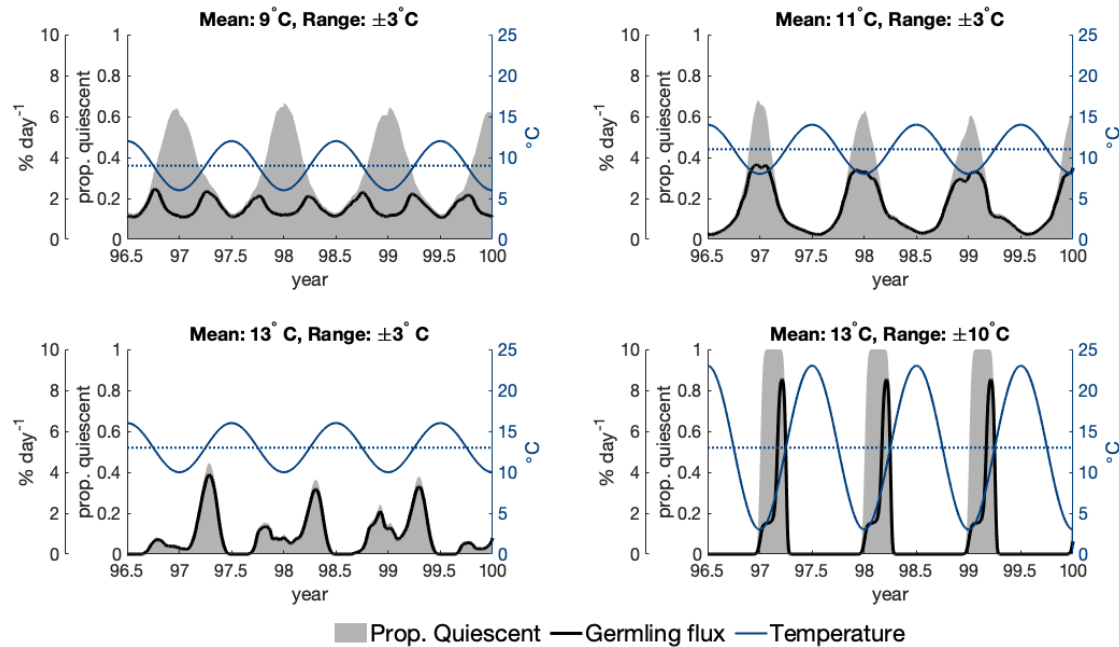 Mean: 9°C, Range: ±3°C
10
8
6
4
2
0
% day⁻¹
1
0.8
0.6
0.4
0.2
0
prop. quiescent
25
20
15
10
5
0
°C
96.5 97 97.5 98 98.5 99 99.5 100
year
Mean: 11°C, Range: ±3°C
10
8
6
4
2
0
% day⁻¹
1
0.8
0.6
0.4
0.2
0
prop. quiescent
25
20
15
10
5
0
°C
96.5 97 97.5 98 98.5 99 99.5 100
year
Mean: 13°C, Range: ±3°C
10
8
6
4
2
0
% day⁻¹
1
0.8
0.6
0.4
0.2
0
prop. quiescent
25
20
15
10
5
0
°C
96.5 97 97.5 98 98.5 99 99.5 100
year
Mean: 13°C, Range: ±10°C
10
8
6
4
2
0
% day⁻¹
1
0.8
0.6
0.4
0.2
0
prop. quiescent
25
20
15
10
5
0
°C
96.5 97 97.5 98 98.5 99 99.5 100
year
Prop. Quiescent Germling flux Temperature